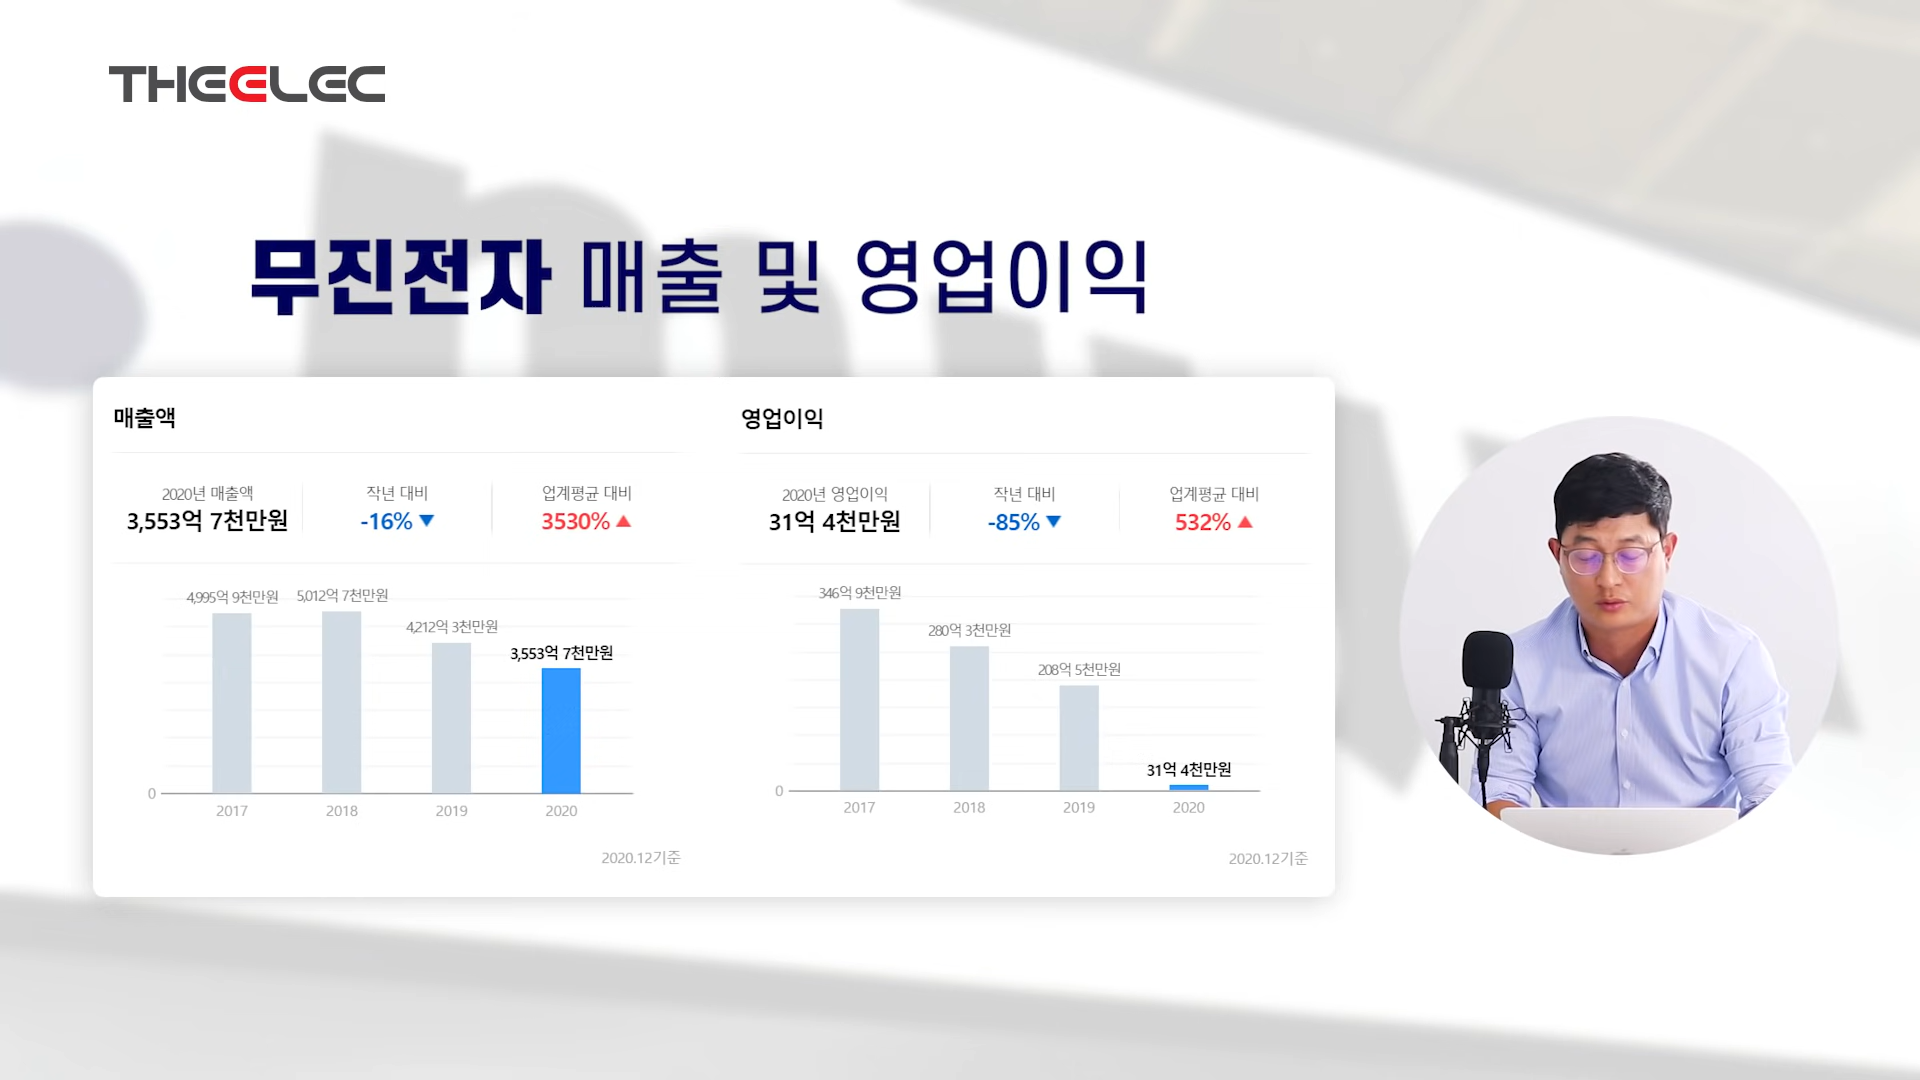 THEELEC
무진전자 매출 및 영업이익
매출액
2020년 매출액
3,553억 7천만원
작년 대비
-16% ▼
업계평균 대비
3530% ▲
4,995억 9천만원
5,012억 7천만원
4,212억 3천만원
3,553억 7천만원
0
2017
2018
2019
2020
2020.12기준
영업이익
2020년 영업이익
31억 4천만원
작년 대비
-85% ▼
업계평균 대비
532% ▲
346억 9천만원
280억 3천만원
208억 5천만원
31억 4천만원
0
2017
2018
2019
2020
2020.12기준